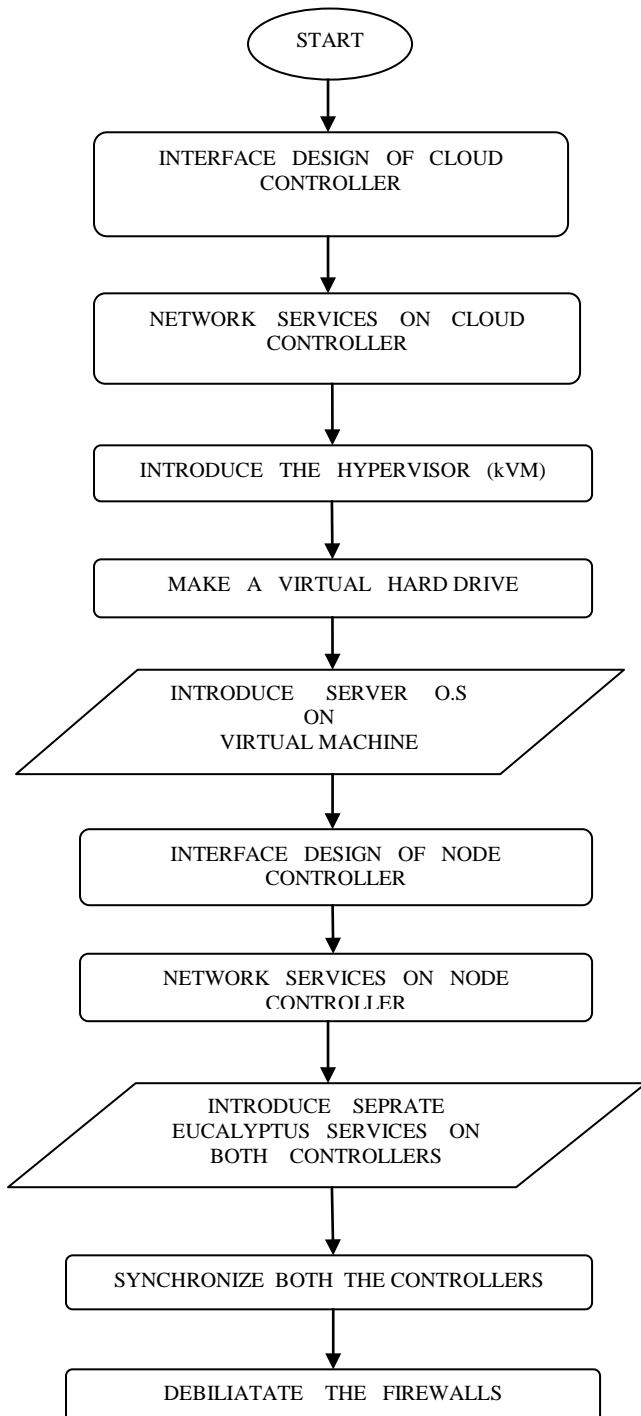 START
INTERFACE DESIGN OF CLOUD
CONTROLLER
NETWORK SERVICES ON CLOUD
CONTROLLER
INTRODUCE THE HYPERVISOR (kVM)
MAKE A VIRTUAL HARD DRIVE
INTRODUCE SERVER O.S
ON
VIRTUAL MACHINE
INTERFACE DESIGN OF NODE
CONTROLLER
NETWORK SERVICES ON NODE
CONTROLLER
INTRODUCE SEPRATE
EUCALYPTUS SERVICES ON
BOTH CONTROLLERS
SYNCHRONIZE BOTH THE CONTROLLERS
DEBILIATATE THE FIREWALLS